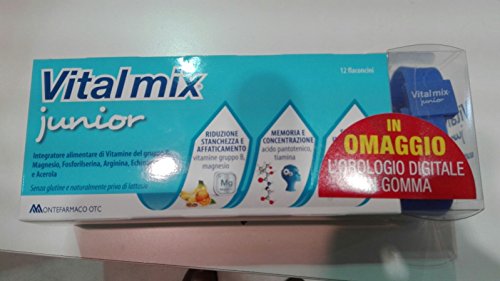 Vitalmix
junior
12 flaconcini
Integratore alimentare di Vitamine del gruppo
Magnesio, Fosforilserina, Arginina, Echin
e Acerola
Senza glutine e naturalmente privo di lattosio
MONTEFARMACO OTC
RIDUZIONE
STANCHEZZA E
AFFATICAMENTO
vitamine gruppo B,
magnesio
Mg
MEMORIA E
CONCENTRAZIONE
acido pantotenico,
tiamina
Vitalmix
junior
IN
OMAGGIO
L'OROLOGIO DIGITALE
IN GOMMA